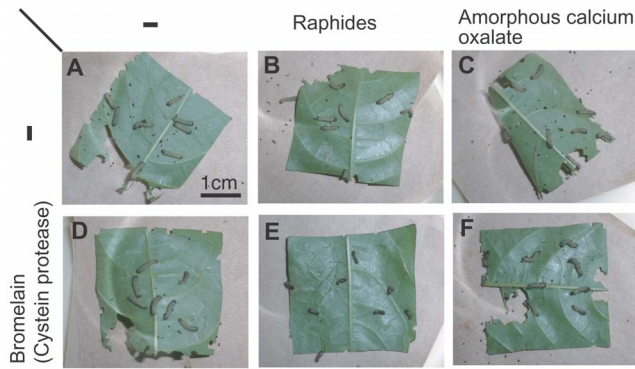 Raphides
Amorphous calcium
oxalate
A
B
C
1cm
D
E
F
Bromelain
(Cystein protease)